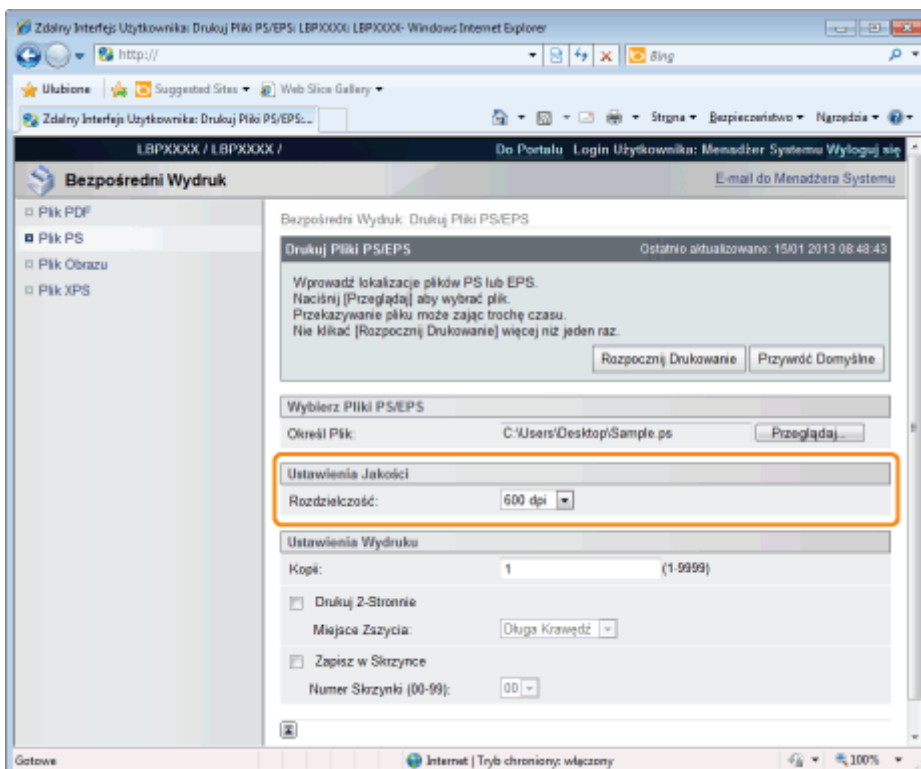 Zdalny Interfejs Użytkownika: Drukuj Pliki PS/EPS: LBPXXXX: LBPXXXX- Windows Internet Explorer
http://
Bing
Ulubione Suggested Sites Web Slice Gallery
Zdalny Interfejs Użytkownika: Drukuj Pliki PS/EPS:...
Strona Bezpieczeństwo Narzędzia
LBPXXXX / LBPXXXX /
Do Portalu Login Użytkownika: Menadżer Systemu Wyloguj się
Bezpośredni Wydruk
E-mail do Menadżera Systemu
Plik PDF
Plik PS
Plik Obrazu
Plik XPS
Bezpośredni Wydruk: Drukuj Pliki PS/EPS
Drukuj Pliki PS/EPS
Ostatnio aktualizowano: 15/01 2013 08:48:43
Wprowadź lokalizacje plików PS lub EPS.
Naciśnij [Przeglądaj] aby wybrać plik.
Przekazywanie pliku może zając trochę czasu.
Nie klikać [Rozpocznij Drukowanie] więcej niż jeden raz.
Rozpocznij Drukowanie
Przywróć Domyślne
Wybierz Pliki PS/EPS
Określ Plik:
C:\Users\Desktop\Sample.ps
Przeglądaj...
Ustawienia Jakości
Rozdzielczość:
600 dpi
Ustawienia Wydruku
Kopii:
1
(1-9999)
Drukuj 2-Stronnie
Miejsce Zszycia:
Długa Krawędź
Zapisz w Skrzynce
Numer Skrzynki (00-99):
00
Gotowe
Internet | Tryb chroniony: włączony
100%